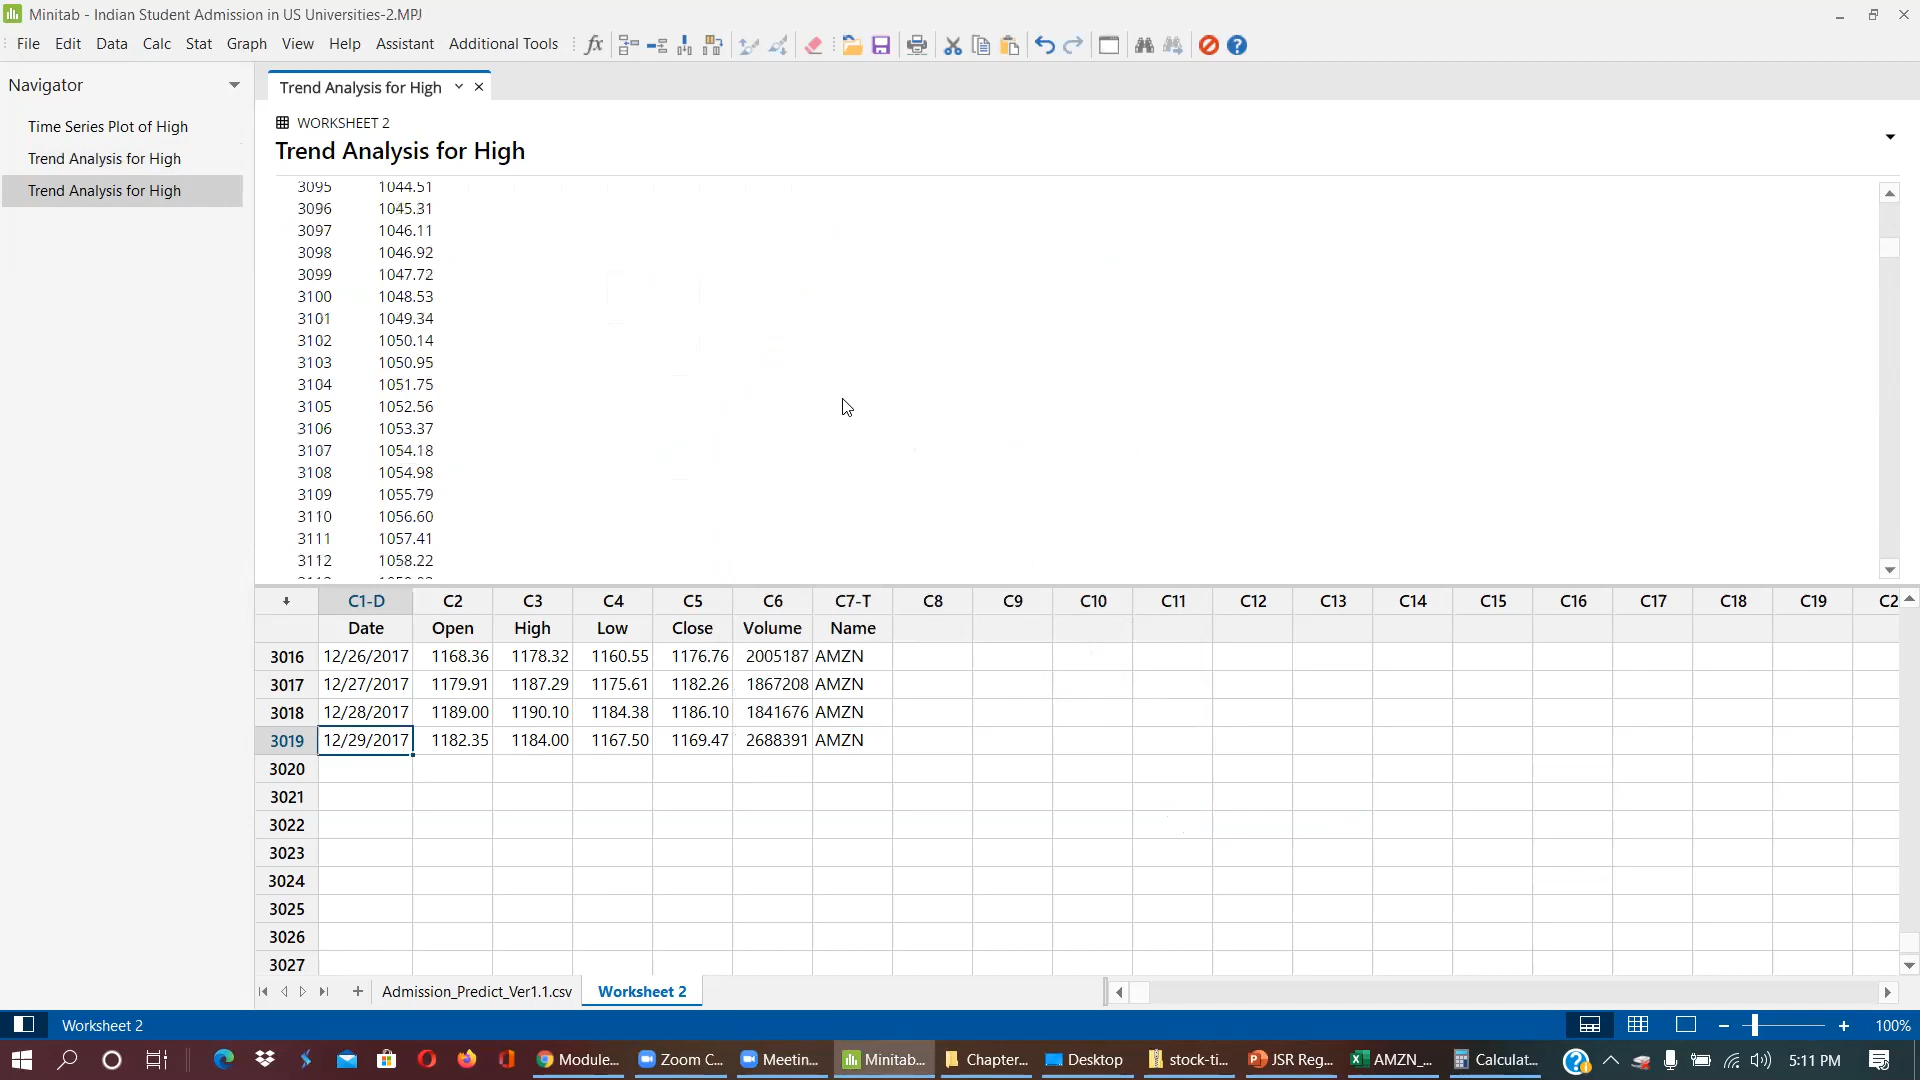 Minitab - Indian Student Admission in US Universities-2.MPJ
File Edit Data Calc Stat Graph View Help Assistant Additional Tools
Navigator
Time Series Plot of High
Trend Analysis for High
Trend Analysis for High
Trend Analysis for High
WORKSHEET 2
Trend Analysis for High
3095 1044.51
3096 1045.31
3097 1046.11
3098 1046.92
3099 1047.72
3100 1048.53
3101 1049.34
3102 1050.14
3103 1050.95
3104 1051.75
3105 1052.56
3106 1053.37
3107 1054.18
3108 1054.98
3109 1055.79
3110 1056.60
3111 1057.41
3112 1058.22
C1-D C2 C3 C4 C5 C6 C7-T C8 C9 C10 C11 C12 C13 C14 C15 C16 C17 C18 C19 C2
Date Open High Low Close Volume Name
3016 12/26/2017 1168.36 1178.32 1160.55 1176.76 2005187 AMZN
3017 12/27/2017 1179.91 1187.29 1175.61 1182.26 1867208 AMZN
3018 12/28/2017 1189.00 1190.10 1184.38 1186.10 1841676 AMZN
3019 12/29/2017 1182.35 1184.00 1167.50 1169.47 2688391 AMZN
3020
3021
3022
3023
3024
3025
3026
3027
Admission_Predict_Ver1.1.csv Worksheet 2
Worksheet 2 100%
Module... Zoom C... Meetin... Minitab... Chapter... Desktop stock-ti... JSR Reg... AMZN_... Calculat... 5:11 PM